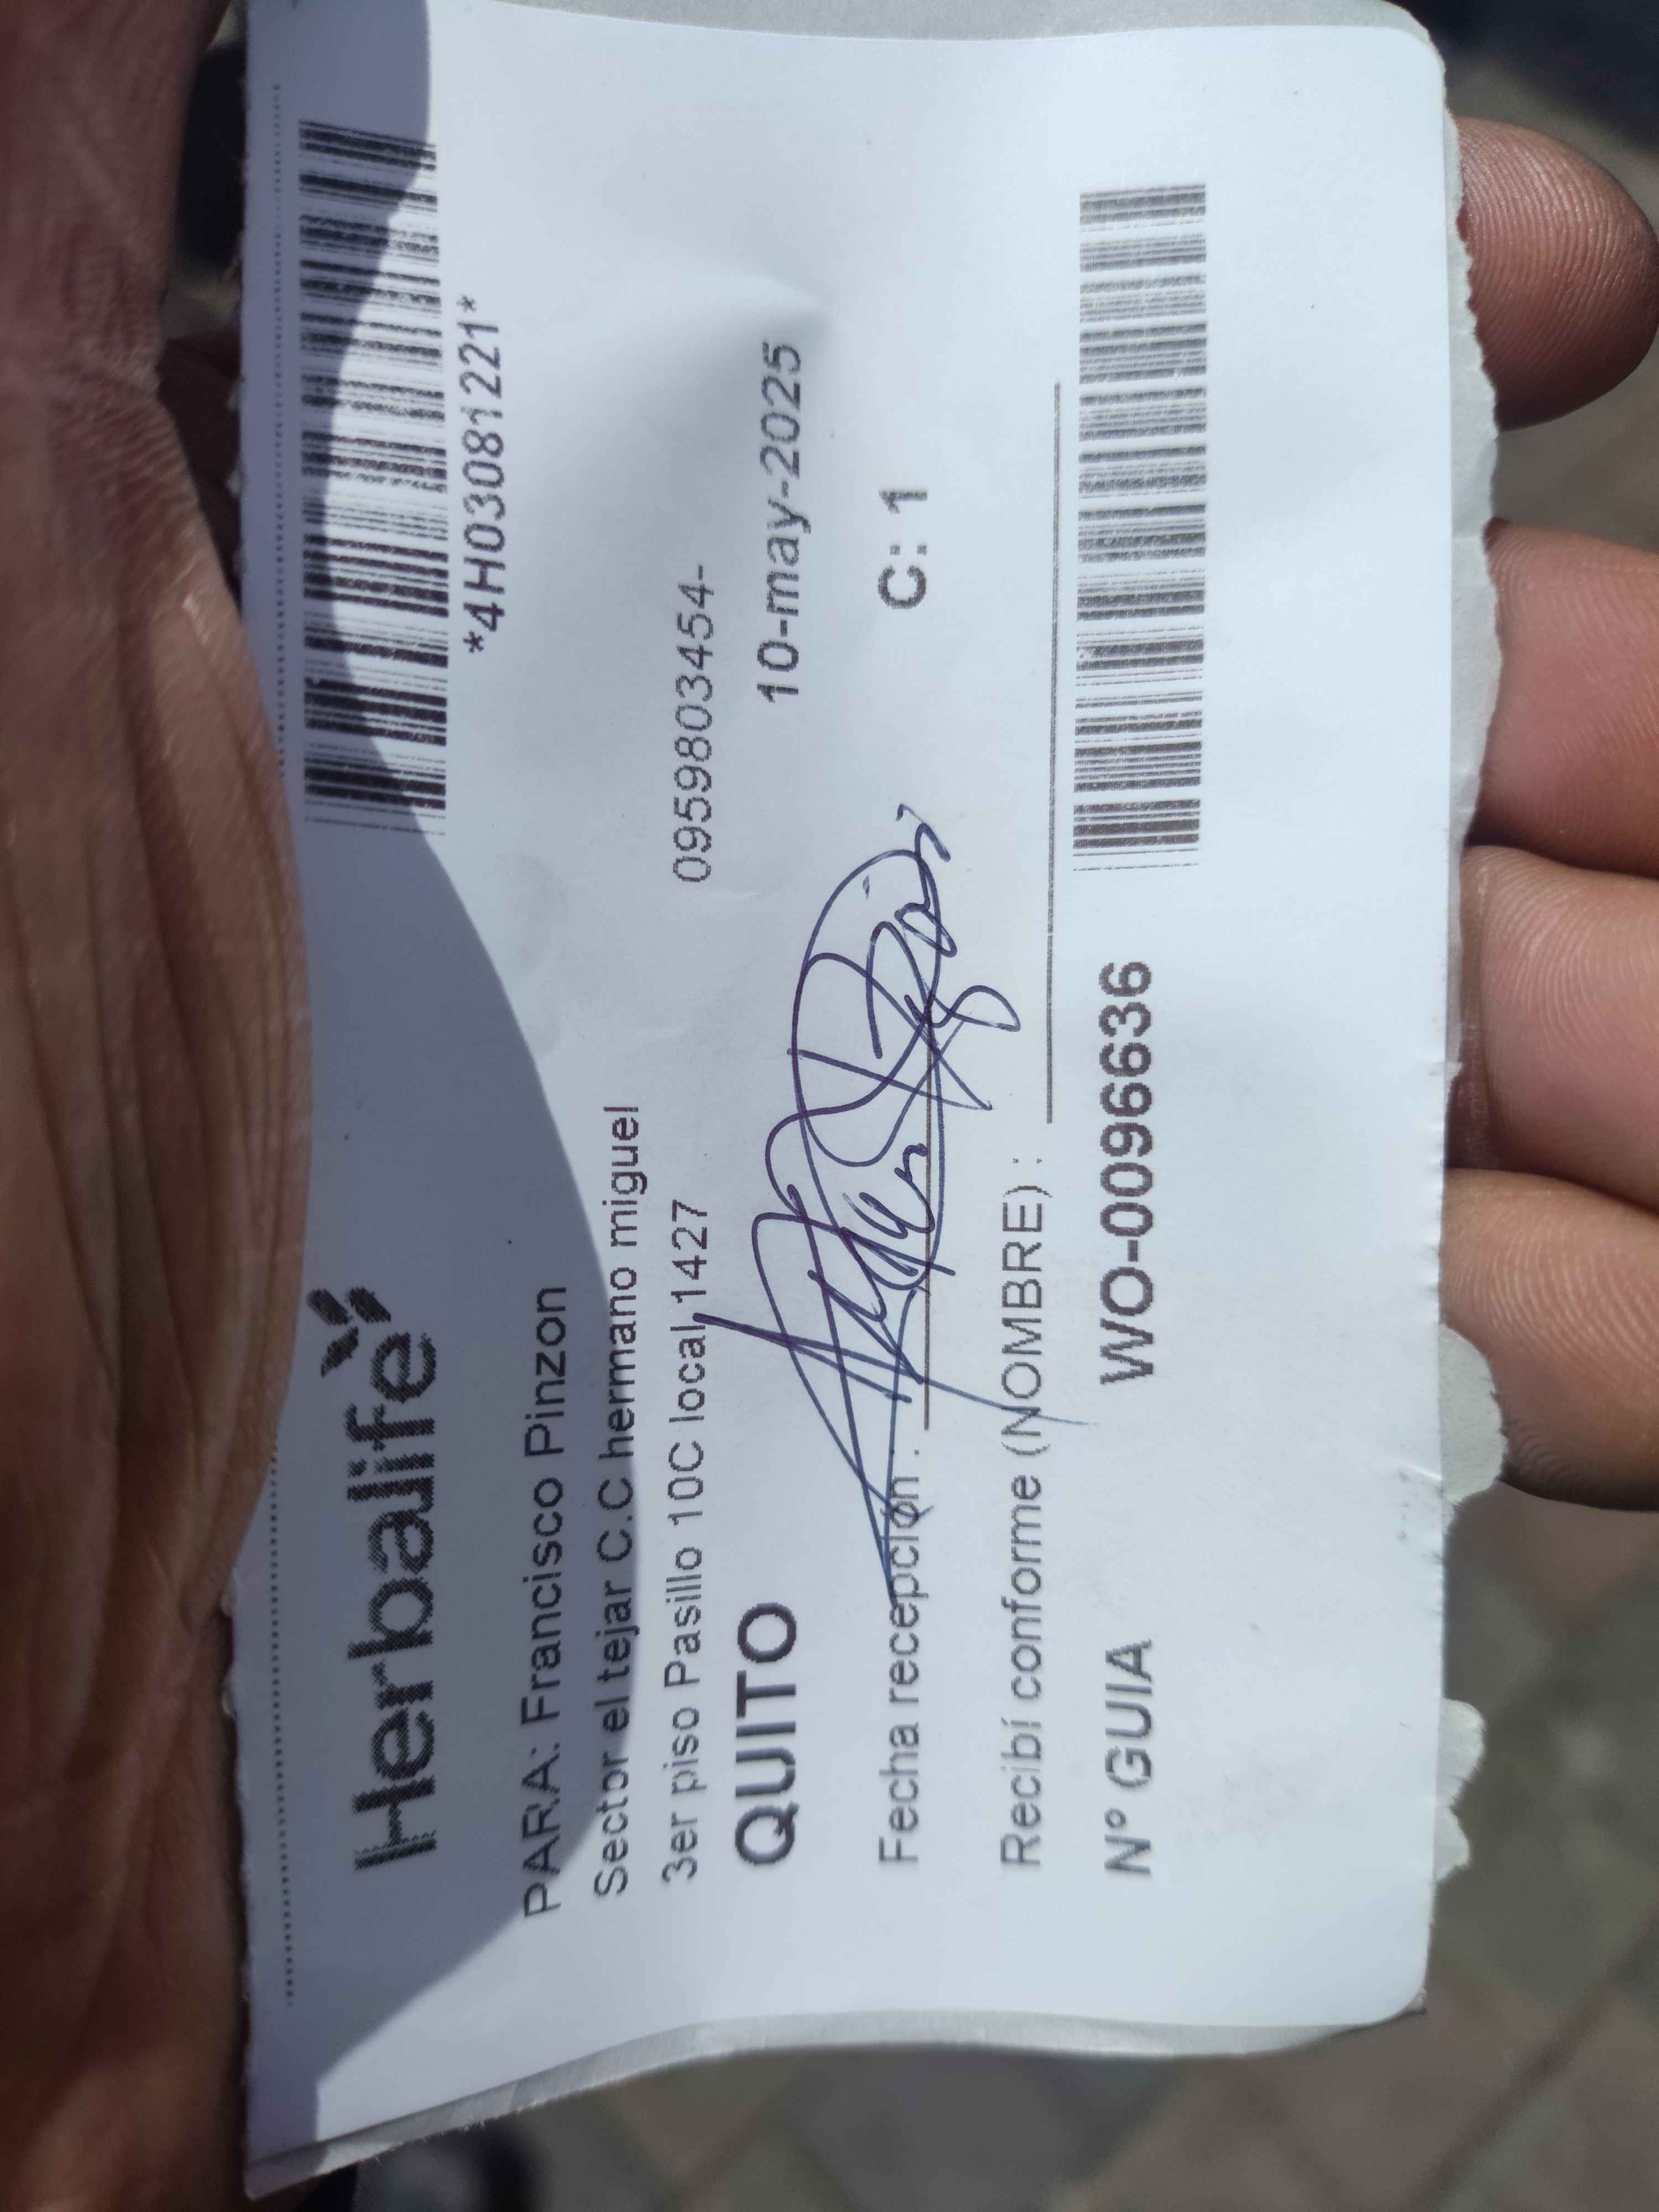 Herbalife
*4H03081221*
PARA: Francisco Pinzon
Sector el tejar C.C hermano miguel
3er piso Pasillo 10C local 1427
0959803454-
QUITO
10-may-2025
Fecha recepción :
C: 1
Recibí conforme (NOMBRE) :
Nº GUIA
WO-0096636